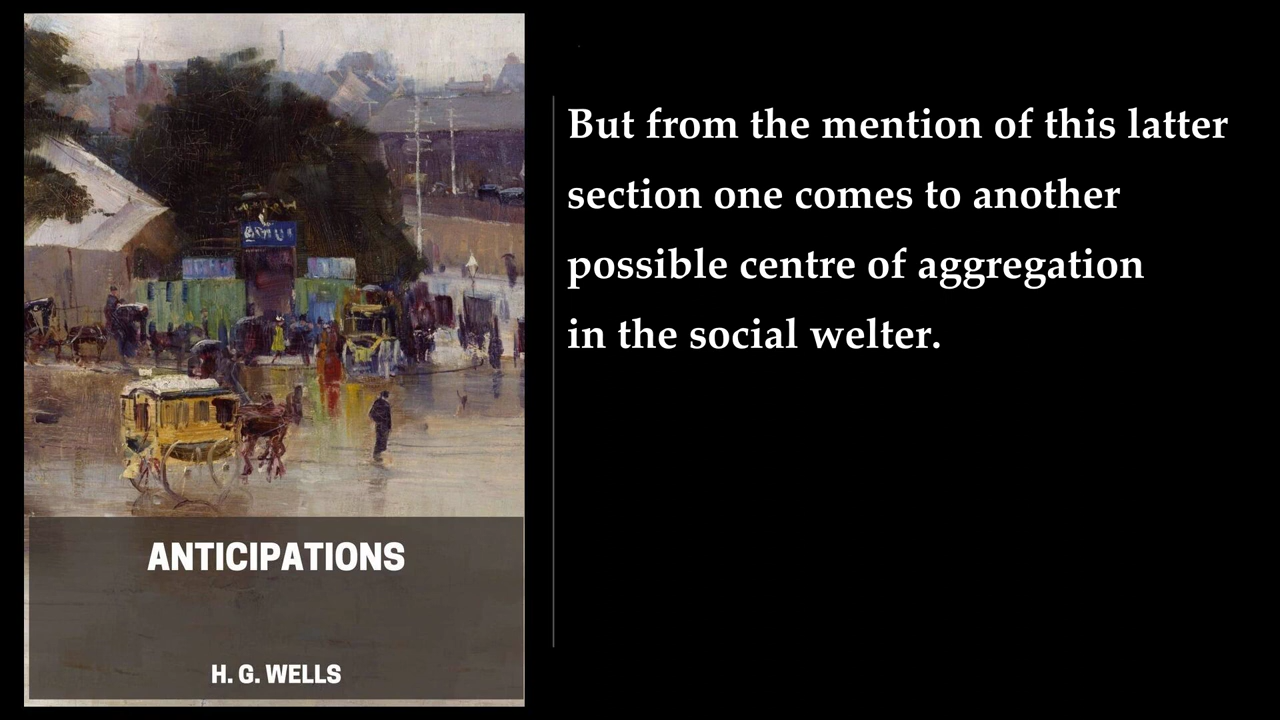 But from the mention of this latter
section one comes to another
possible centre of aggregation
in the social welter.
ANTICIPATIONS
H. G. WELLS